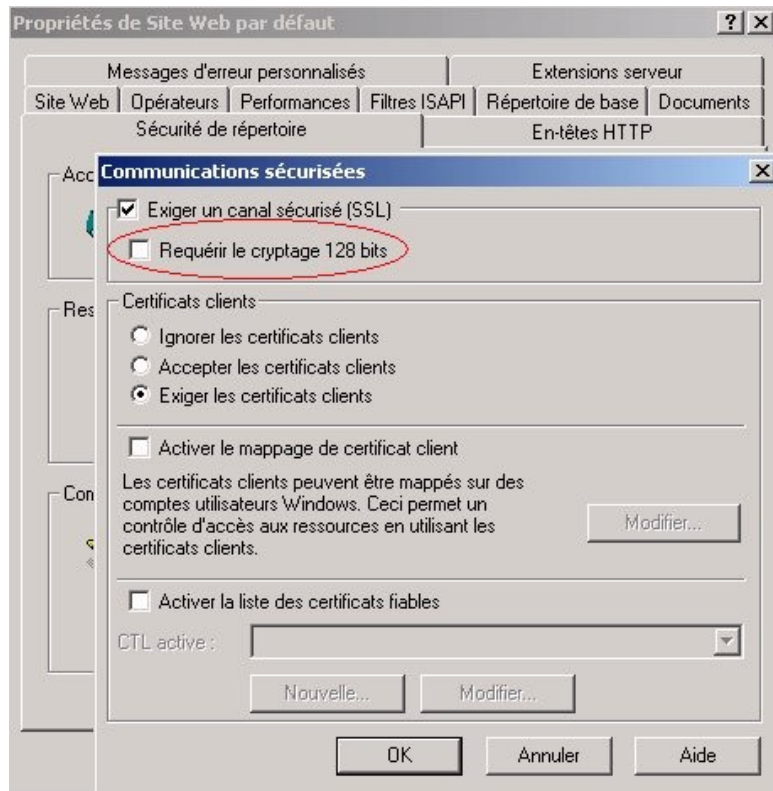 Propriétés de Site Web par défaut
Messages d'erreur personnalisés Extensions serveur
Site Web Opérateurs Performances Filtres ISAPI Répertoire de base Documents
Sécurité de répertoire En-têtes HTTP
Acc
Communications sécurisées
Exiger un canal sécurisé (SSL)
Requérir le cryptage 128 bits
Res
Certificats clients
Ignorer les certificats clients
Accepter les certificats clients
Exiger les certificats clients
Activer le mappage de certificat client
Con
Les certificats clients peuvent être mappés sur des
comptes utilisateurs Windows. Ceci permet un
contrôle d'accès aux ressources en utilisant les
certificats clients.
Modifier...
Activer la liste des certificats fiables
CTL active :
Nouvelle... Modifier...
OK Annuler Aide